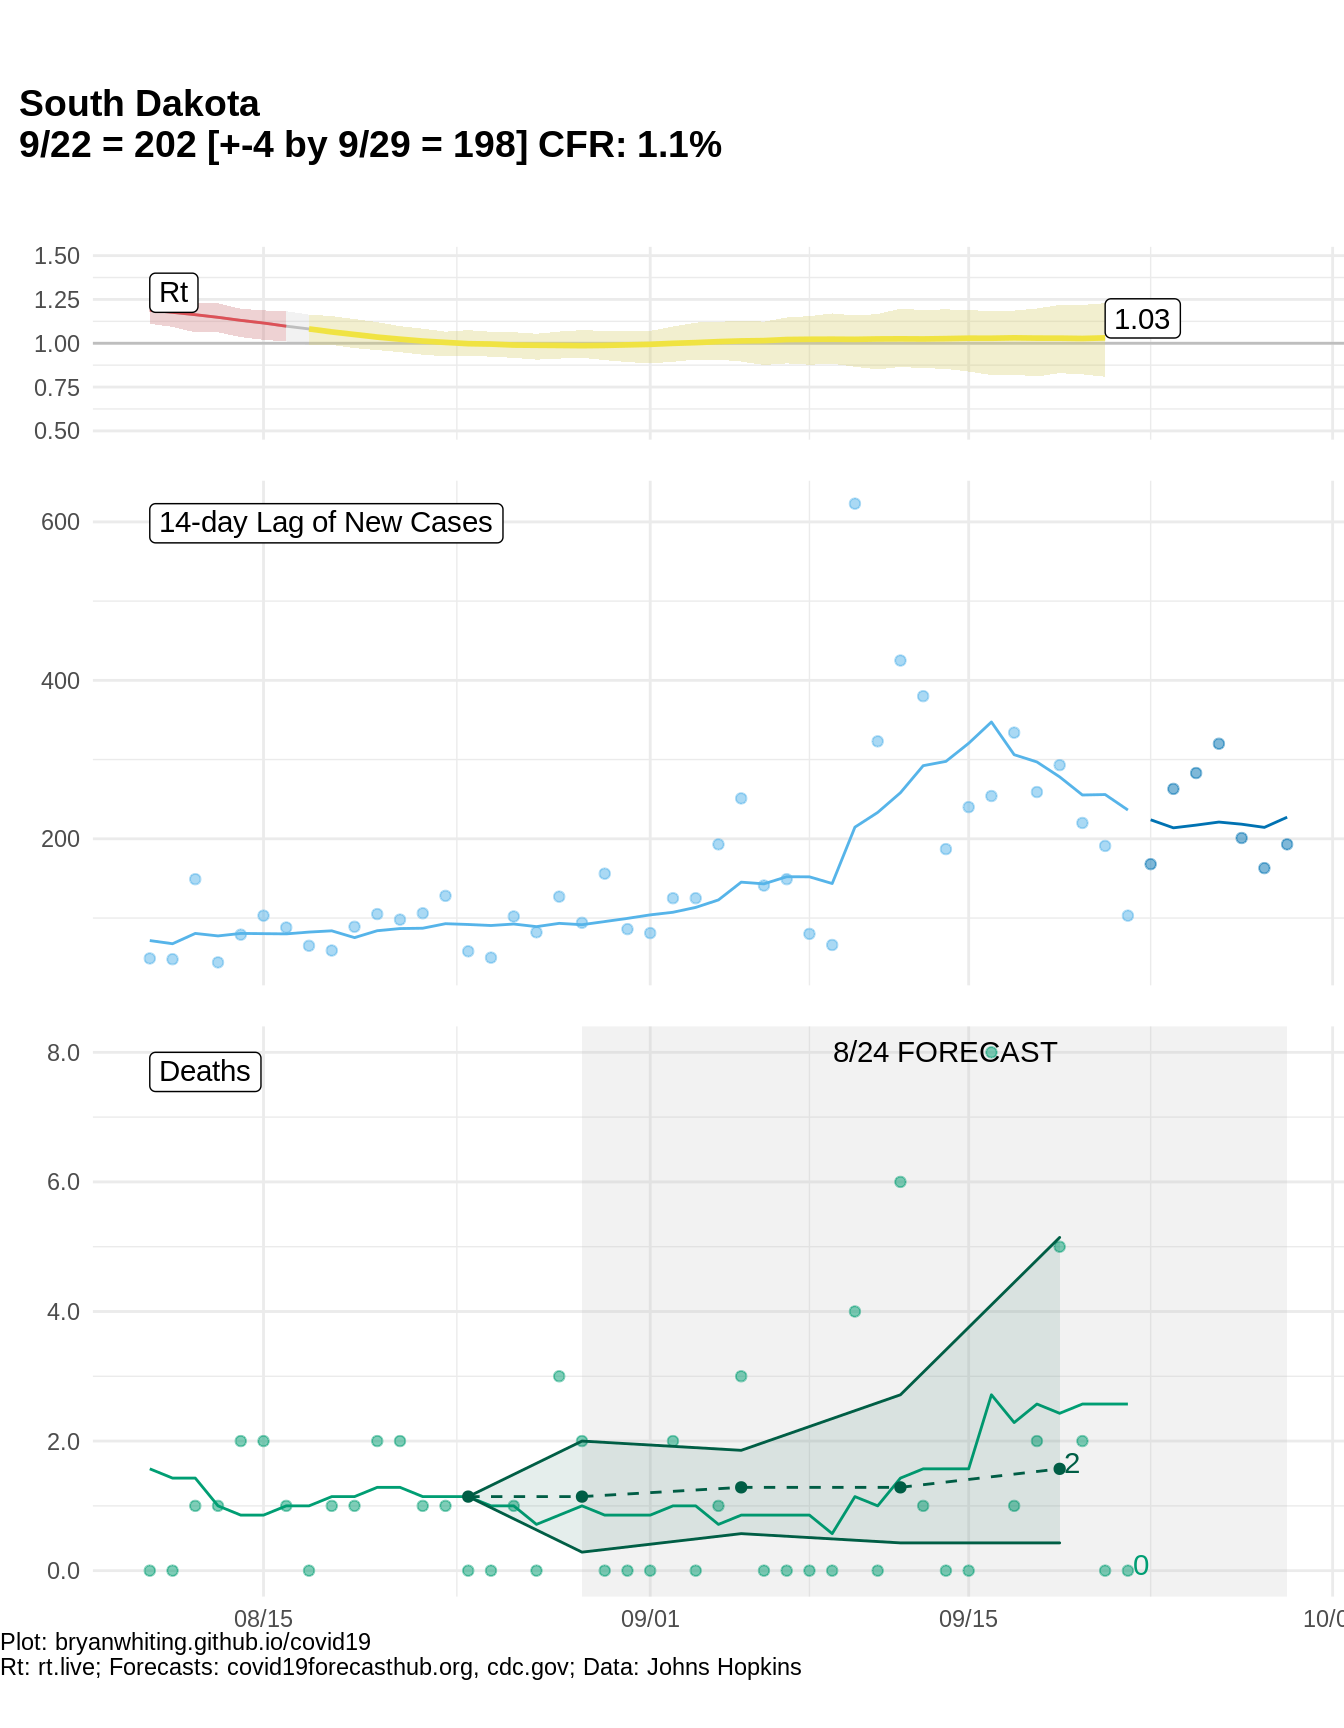 South Dakota
9/22 = 202 [+-4 by 9/29 = 198] CFR: 1.1%
1.50
1.25
1.00
0.75
0.50
Rt
1.03
600
400
200
14-day Lag of New Cases
8.0
6.0
4.0
2.0
0.0
Deaths
8/24 FORECAST
2
0
08/15
09/01
09/15
10/0
Plot: bryanwhiting.github.io/covid19
Rt: rt.live; Forecasts: covid19forecasthub.org, cdc.gov; Data: Johns Hopkins